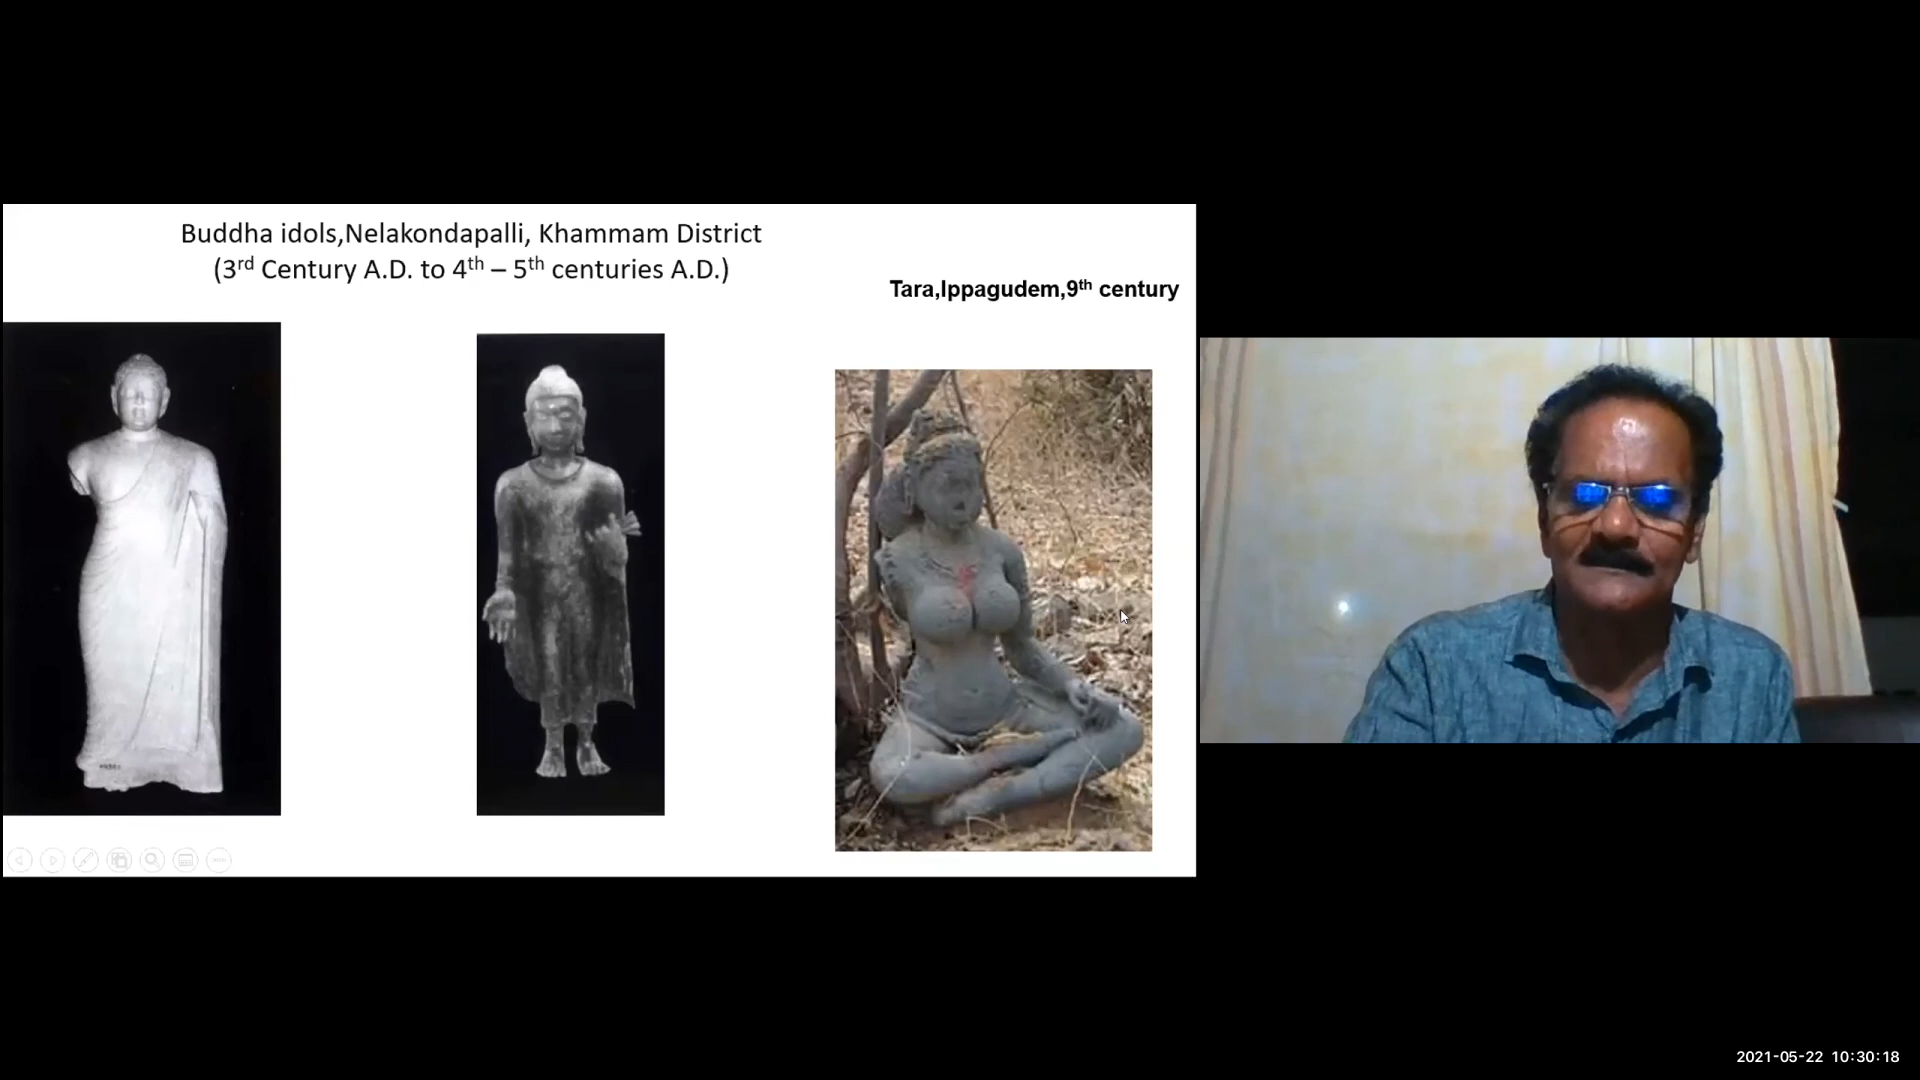 Buddha idols,Nelakondapalli, Khammam District
(3rd Century A.D. to 4th – 5th centuries A.D.)
Tara,Ippagudem,9th century
2021-05-22 10:30:18